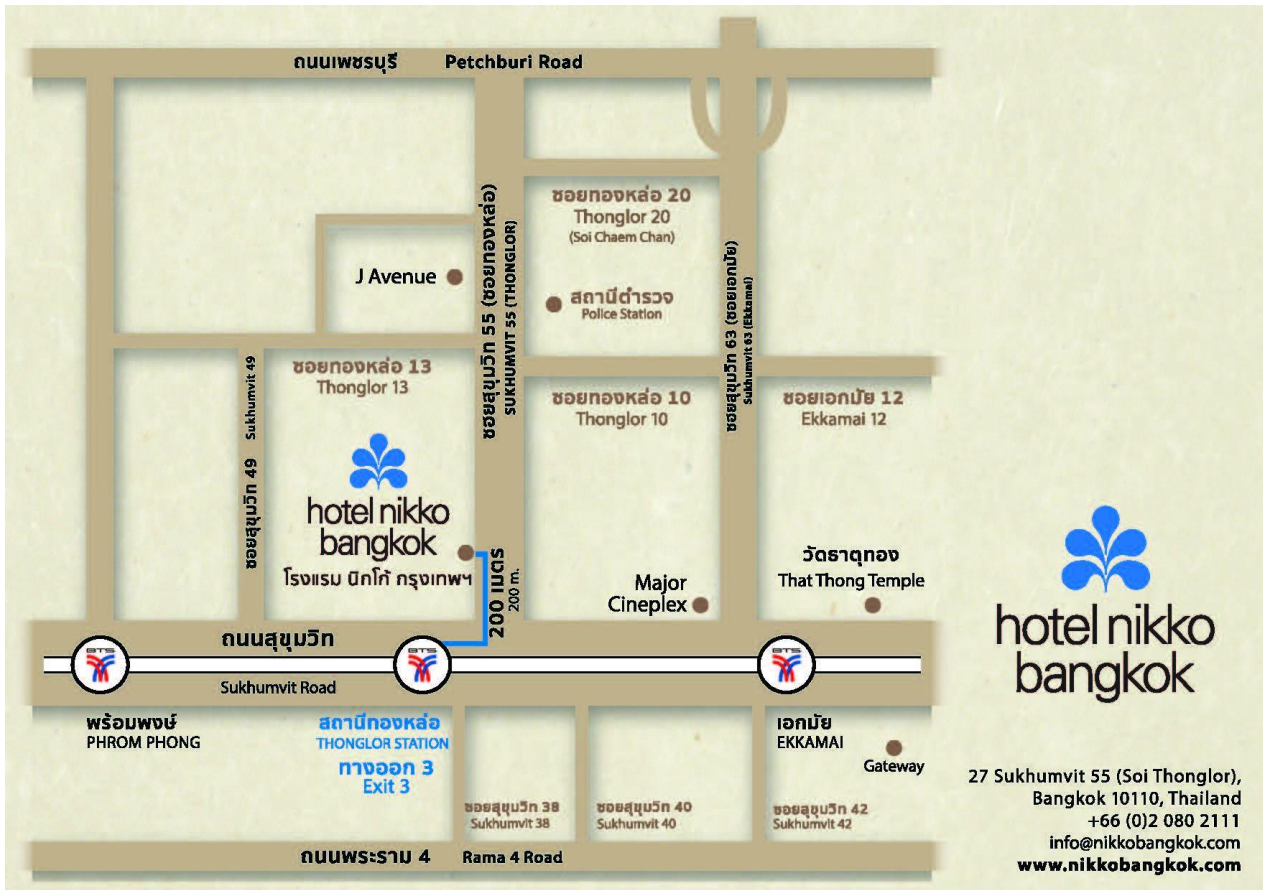 ถนนเพชรบุรี Petchburi Road
ซอยทองหล่อ 20
Thonglor 20
(Soi Chaem Chan)
J Avenue
สถานีตำรวจ
Police Station
ซอยสุขุมวิท 55 (ซอยทองหล่อ)
SUKHUMVIT 55 (THONGLOR)
ซอยสุขุมวิท 63 (ซอยเอกมัย)
Sukhumvit 63 (Ekkamai)
ซอยสุขุมวิท 49 Sukhumvit 49
ซอยทองหล่อ 13
Thonglor 13
ซอยทองหล่อ 10
Thonglor 10
ซอยเอกมัย 12
Ekkamai 12
hotel nikko
bangkok
โรงแรม นิกโก้ กรุงเทพฯ
200 เมตร
200 m.
Major
Cineplex
วัดธาตุทอง
That Thong Temple
ถนนสุขุมวิท
BTS
BTS
BTS
Sukhumvit Road
พร้อมพงษ์
PHROM PHONG
สถานีทองหล่อ
THONGLOR STATION
ทางออก 3
Exit 3
เอกมัย
EKKAMAI
Gateway
ซอยสุขุมวิท 38
Sukhumvit 38
ซอยสุขุมวิท 40
Sukhumvit 40
ซอยสุขุมวิท 42
Sukhumvit 42
ถนนพระราม 4 Rama 4 Road
hotel nikko
bangkok
27 Sukhumvit 55 (Soi Thonglor),
Bangkok 10110, Thailand
+66 (0)2 080 2111
info@nikkobangkok.com
www.nikkobangkok.com